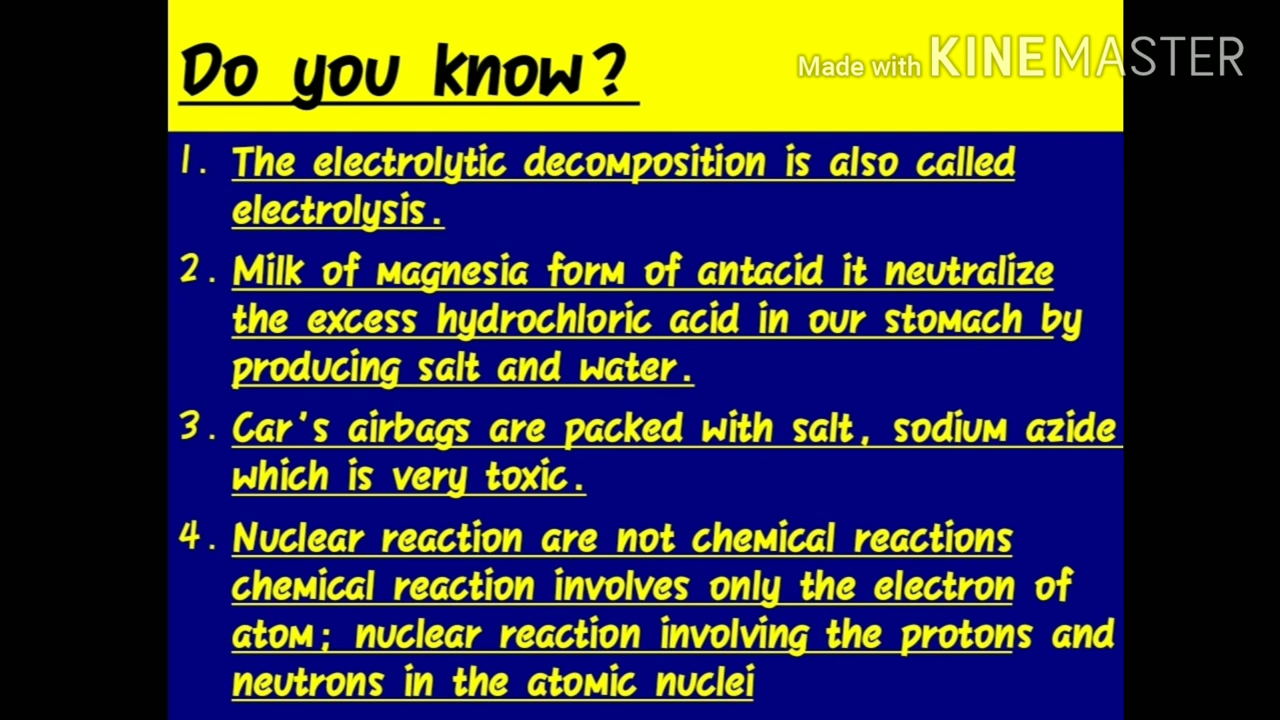 Do you know?
Made with KINEMASTER
1. The electrolytic decomposition is also called
electrolysis.
2. Milk of magnesia form of antacid it neutralize
the excess hydrochloric acid in our stomach by
producing salt and water.
3. Car's airbags are packed with salt, sodium azide
which is very toxic.
4. Nuclear reaction are not chemical reactions
chemical reaction involves only the electron of
atom; nuclear reaction involving the protons and
neutrons in the atomic nuclei